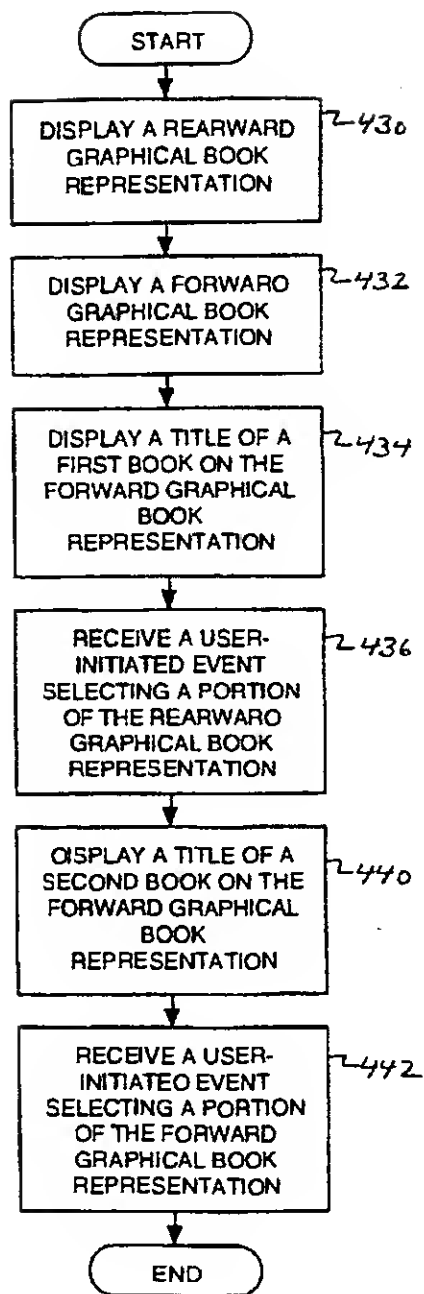 START
DISPLAY A REARWARD
GRAPHICAL BOOK
REPRESENTATION
430
DISPLAY A FORWARO
GRAPHICAL BOOK
REPRESENTATION
432
DISPLAY A TITLE OF A
FIRST BOOK ON THE
FORWARD GRAPHICAL
BOOK
REPRESENTATION
434
RECEIVE A USER-
INITIATED EVENT
SELECTING A PORTION
OF THE REARWARO
GRAPHICAL BOOK
REPRESENTATION
436
DISPLAY A TITLE OF A
SECOND BOOK ON THE
FORWARD GRAPHICAL
BOOK
REPRESENTATION
440
RECEIVE A USER-
INITIATEO EVENT
SELECTING A PORTION
OF THE FORWARD
GRAPHICAL BOOK
REPRESENTATION
442
END